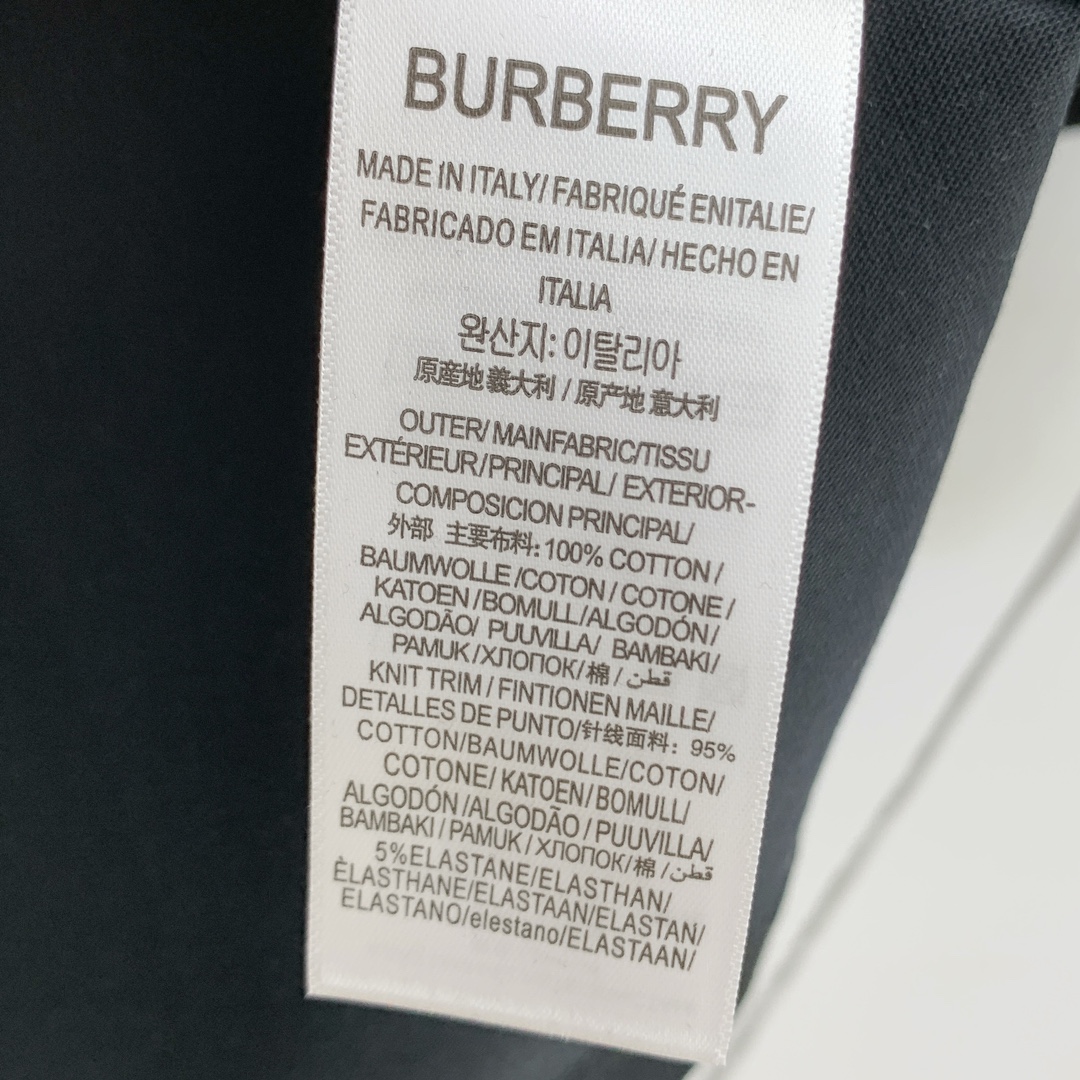 BURBERRY
MADE IN ITALY/ FABRIQUÉ ENITALIE/
FABRICADO EM ITALIA/ HECHO EN
ITALIA
완산지: 이탈리아
原産地 義大利 / 原产地 意大利
OUTER/ MAINFABRIC/TISSU
EXTÉRIEUR/PRINCIPAL/ EXTERIOR-
COMPOSICION PRINCIPAL/
外部 主要布料: 100% COTTON /
BAUMWOLLE /COTON / COTONE /
KATOEN /BOMULL/ALGODÓN/
ALGODÃO/ PUUVILLA/ BAMBAKI/
PAMUK /ХЛОПОК/ 棉 / قطن
KNIT TRIM / FINTIONEN MAILLE/
DETALLES DE PUNTO/针线面料: 95%
COTTON/BAUMWOLLE/COTON/
COTONE/ KATOEN/ BOMULL/
ALGODÓN /ALGODÃO / PUUVILLA/
BAMBAKI / PAMUK / ХЛОПОК/ 棉 / قطن
5%ELASTANE/ELASTHAN/
ÈLASTHANE/ELASTAAN/ELASTAN/
ELASTANO/elestano/ELASTAAN/